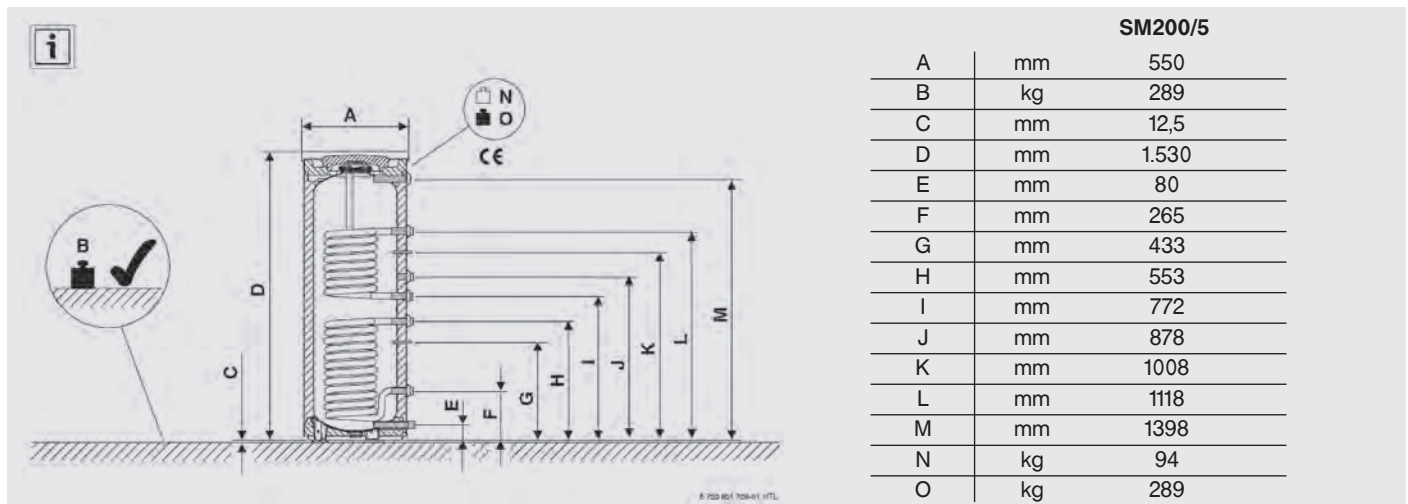 i
N
O
A
CE
B
D
C
E
F
G
H
I
J
K
L
M
SM200/5
A mm 550
B kg 289
C mm 12,5
D mm 1.530
E mm 80
F mm 265
G mm 433
H mm 553
I mm 772
J mm 878
K mm 1008
L mm 1118
M mm 1398
N kg 94
O kg 289